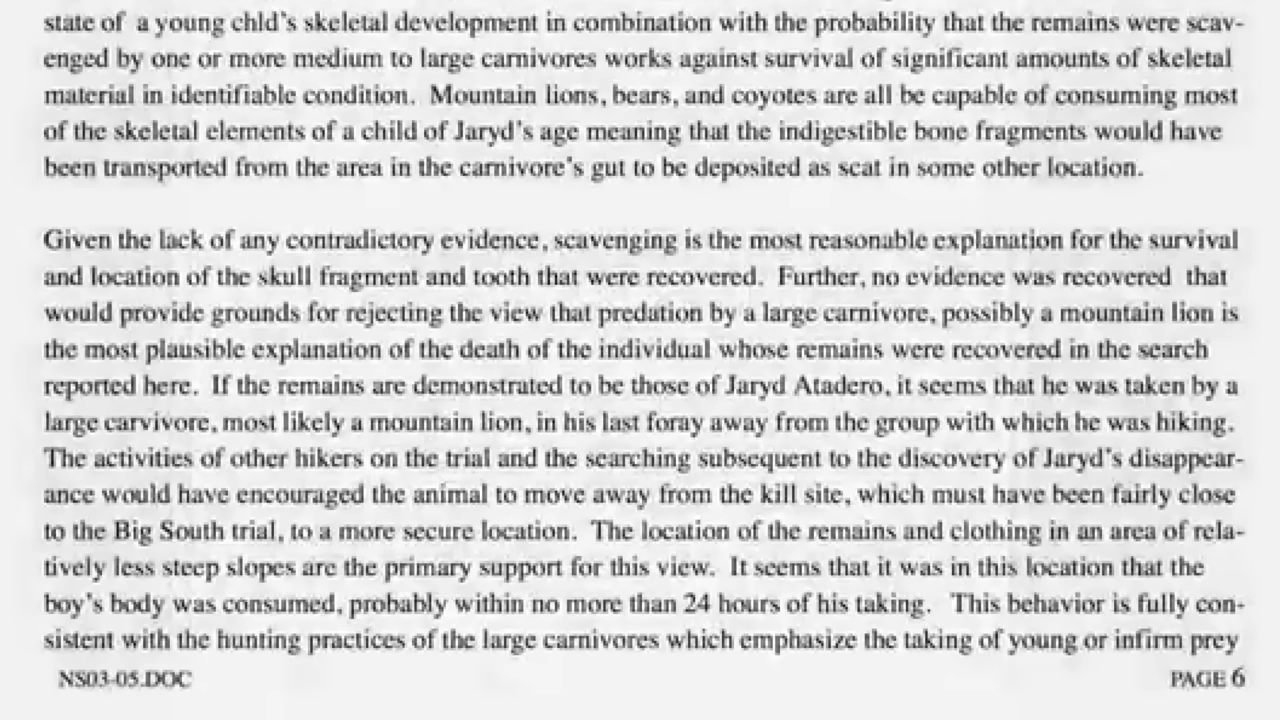 state of a young chld's skeletal development in combination with the probability that the remains were scav-
enged by one or more medium to large carnivores works against survival of significant amounts of skeletal
material in identifiable condition. Mountain lions, bears, and coyotes are all be capable of consuming most
of the skeletal elements of a child of Jaryd's age meaning that the indigestible bone fragments would have
been transported from the area in the carnivore's gut to be deposited as scat in some other location.
Given the lack of any contradictory evidence, scavenging is the most reasonable explanation for the survival
and location of the skull fragment and tooth that were recovered. Further, no evidence was recovered that
would provide grounds for rejecting the view that predation by a large carnivore, possibly a mountain lion is
the most plausible explanation of the death of the individual whose remains were recovered in the search
reported here. If the remains are demonstrated to be those of Jaryd Atadero, it seems that he was taken by a
large carvivore, most likely a mountain lion, in his last foray away from the group with which he was hiking.
The activities of other hikers on the trial and the searching subsequent to the discovery of Jaryd's disappear-
ance would have encouraged the animal to move away from the kill site, which must have been fairly close
to the Big South trial, to a more secure location. The location of the remains and clothing in an area of rela-
tively less steep slopes are the primary support for this view. It seems that it was in this location that the
boy's body was consumed, probably within no more than 24 hours of his taking. This behavior is fully con-
sistent with the hunting practices of the large carnivores which emphasize the taking of young or infirm prey
NS03-05.DOC PAGE 6